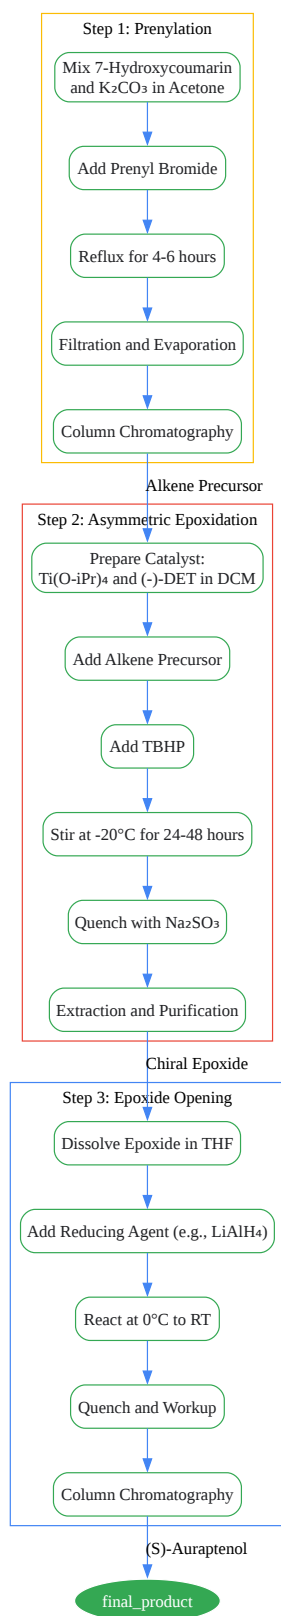 Step 1: Prenylation
Mix 7-Hydroxycoumarin
and K₂CO₃ in Acetone
Add Prenyl Bromide
Reflux for 4-6 hours
Filtration and Evaporation
Column Chromatography
Alkene Precursor
Step 2: Asymmetric Epoxidation
Prepare Catalyst:
Ti(O-iPr)₄ and (-)-DET in DCM
Add Alkene Precursor
Add TBHP
Stir at -20°C for 24-48 hours
Quench with Na₂SO₃
Extraction and Purification
Chiral Epoxide
Step 3: Epoxide Opening
Dissolve Epoxide in THF
Add Reducing Agent (e.g., LiAlH₄)
React at 0°C to RT
Quench and Workup
Column Chromatography
(S)-Auraptenol
final_product